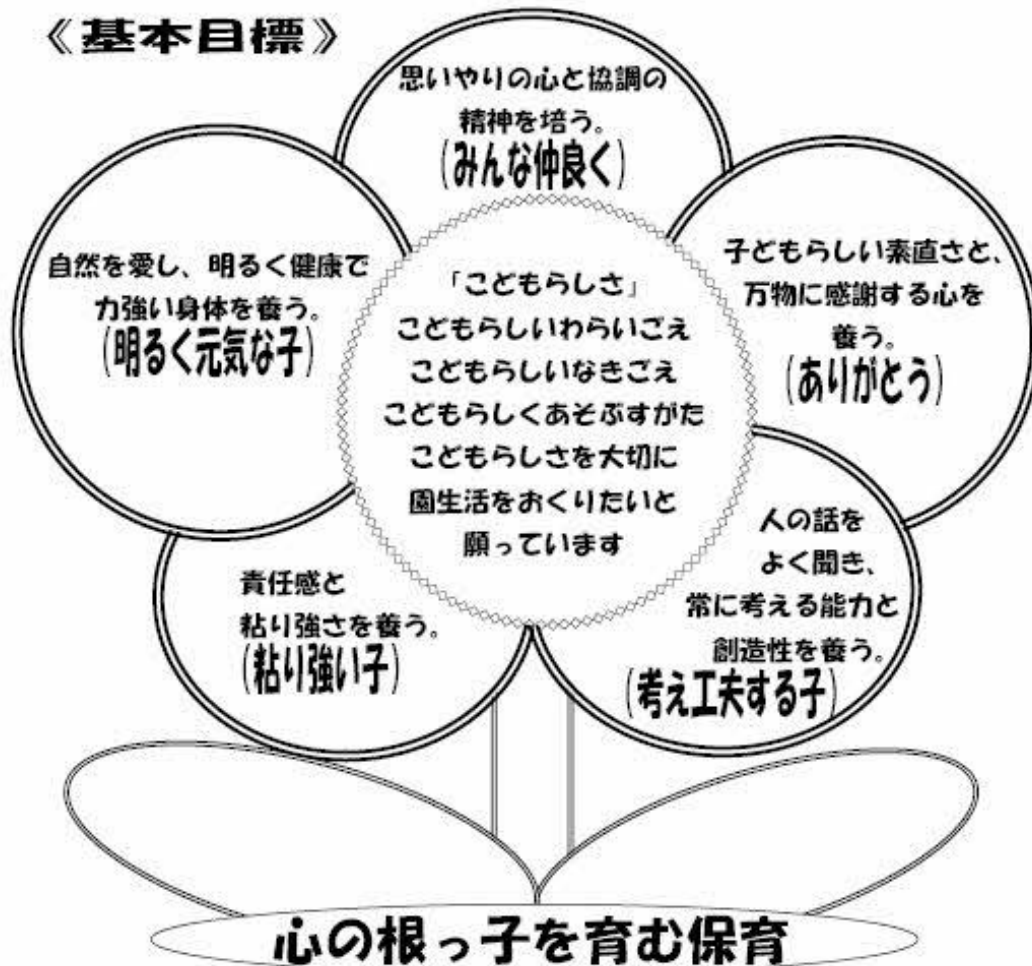 《基本目標》
思いやりの心と協調の
精神を培う。
(みんな仲良く)
自然を愛し、明るく健康で
力強い身体を養う。
(明るく元気な子)
子どもらしい素直さと、
万物に感謝する心を
養う。
(ありがとう)
「こどもらしさ」
こどもらしいわらいごえ
こどもらしいなきごえ
こどもらしくあそぶすがた
こどもらしさを大切に
園生活をおくりたいと
願っています
責任感と
粘り強さを養う。
(粘り強い子)
人の話を
よく聞き、
常に考える能力と
創造性を養う。
(考え工夫する子)
心の根っ子を育む保育